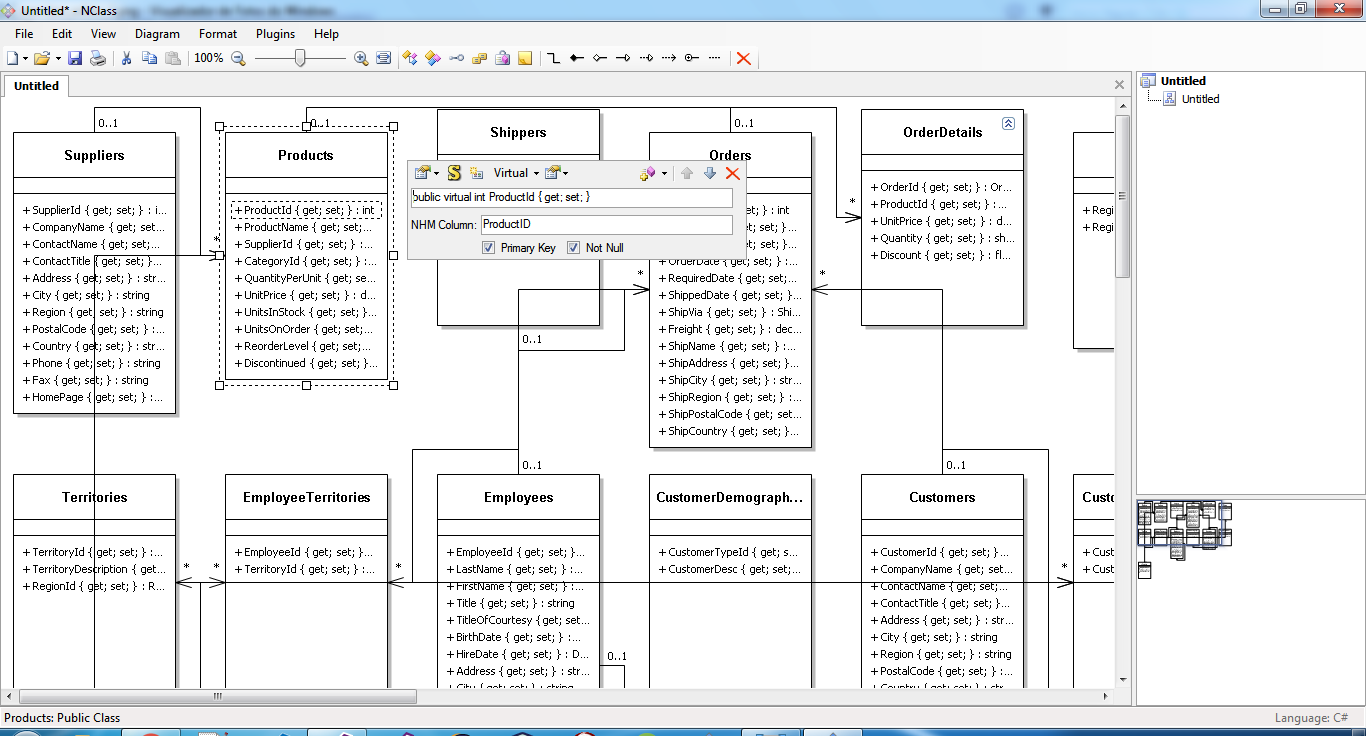 Untitled* - NClass
File Edit View Diagram Format Plugins Help
100%
Untitled
Untitled
Untitled
0..1
0..1
0..1
Suppliers
+ SupplierId { get; set; } : i...
+ CompanyName { get; set;...
+ ContactName { get; set; }...
+ ContactTitle { get; set; }...
+ Address { get; set; } : str...
+ City { get; set; } : string
+ Region { get; set; } : string
+ PostalCode { get; set; } :...
+ Country { get; set; } : str...
+ Phone { get; set; } : string
+ Fax { get; set; } : string
+ HomePage { get; set; } :...
*
Products
+ ProductId { get; set; } : int
+ ProductName { get; set;...
+ SupplierId { get; set; } :...
+ CategoryId { get; set; } :...
+ QuantityPerUnit { get; se...
+ UnitPrice { get; set; } : d...
+ UnitsInStock { get; set; }...
+ UnitsOnOrder { get; set;...
+ ReorderLevel { get; set;...
+ Discontinued { get; set; }...
Shippers
Virtual
public virtual int ProductId { get; set; }
NHM Column: ProductID
Primary Key Not Null
Orders
} : int
+ OrderDate { get; set; } :...
+ RequiredDate { get; set;...
+ ShippedDate { get; set; }...
+ ShipVia { get; set; } : Shi...
+ Freight { get; set; } : dec...
+ ShipName { get; set; } :...
+ ShipAddress { get; set; }...
+ ShipCity { get; set; } : str...
+ ShipRegion { get; set; } :...
+ ShipPostalCode { get; set...
+ ShipCountry { get; set; }...
*
*
*
OrderDetails
+ OrderId { get; set; } : Or...
+ ProductId { get; set; } :...
+ UnitPrice { get; set; } : d...
+ Quantity { get; set; } : sh...
+ Discount { get; set; } : fl...
+ Regi
+ Regi
0..1
0..1
0..1
Territories
+ TerritoryId { get; set; } :...
+ TerritoryDescription { get...
+ RegionId { get; set; } : R...
*
*
EmployeeTerritories
+ EmployeeId { get; set; }...
+ TerritoryId { get; set; } :...
*
Employees
+ EmployeeId { get; set; }...
+ LastName { get; set; } :...
+ FirstName { get; set; } :...
+ Title { get; set; } : string
+ TitleOfCourtesy { get; set...
+ BirthDate { get; set; } :...
+ HireDate { get; set; } : D...
+ Address { get; set; } : str...
+ City { get; set; } : string
0..1
CustomerDemograph...
+ CustomerTypeId { get; s...
+ CustomerDesc { get; set;...
Customers
+ CustomerId { get; set; }...
+ CompanyName { get; set...
+ ContactName { get; set;...
+ ContactTitle { get; set; }...
+ Address { get; set; } : str...
+ City { get; set; } : string
+ Region { get; set; } : string
+ PostalCode { get; set; } :...
+ Country { get; set; } : str...
*
Custo
+ Cust
+ Cust
Products: Public Class
Language: C#